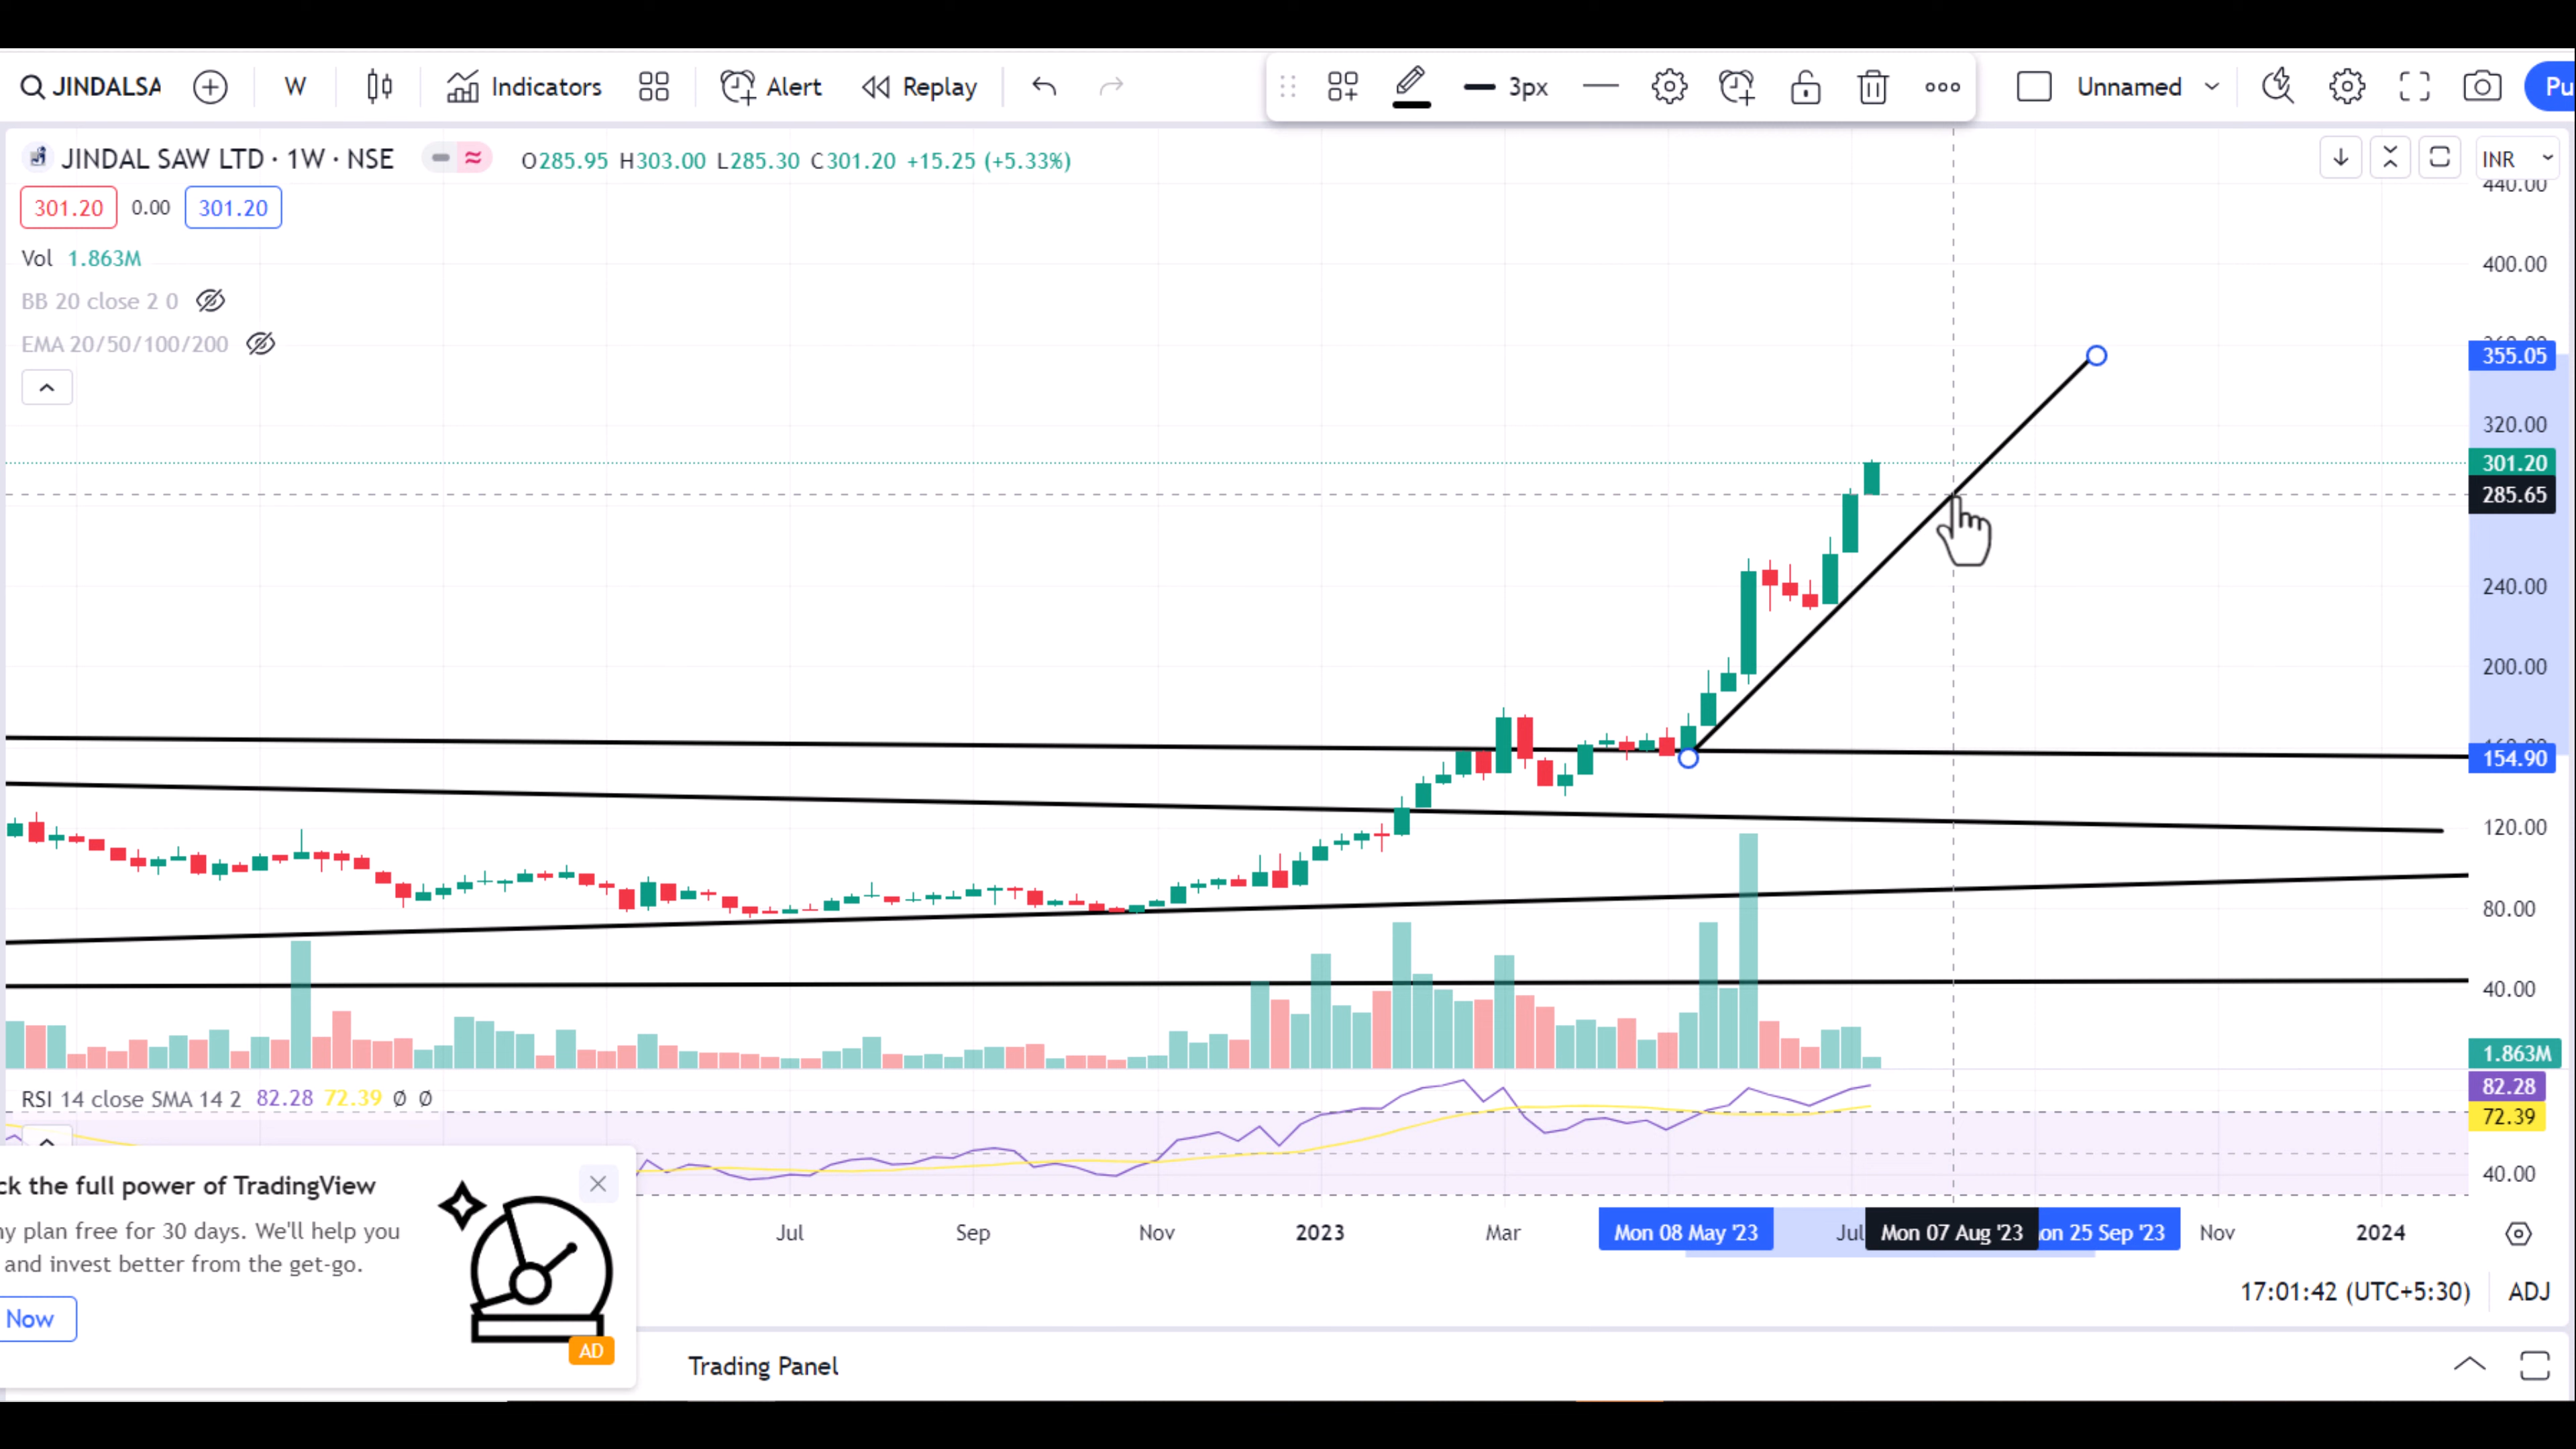 JINDALSA W Indicators Alert Replay 3px Unnamed Pu
JINDAL SAW LTD · 1W · NSE O285.95 H303.00 L285.30 C301.20 +15.25 (+5.33%)
INR
301.20 0.00 301.20
440.00
Vol 1.863M
400.00
BB 20 close 2 0
EMA 20/50/100/200
355.05
320.00
301.20
285.65
240.00
200.00
154.90
120.00
80.00
40.00
1.863M
RSI 14 close SMA 14 2 82.28 72.39 Ø Ø
82.28
72.39
40.00
ck the full power of TradingView
ny plan free for 30 days. We'll help you
and invest better from the get-go.
Now
AD
Jul Sep Nov 2023 Mar Mon 08 May '23 Jul Mon 07 Aug '23 on 25 Sep '23 Nov 2024
17:01:42 (UTC+5:30) ADJ
Trading Panel